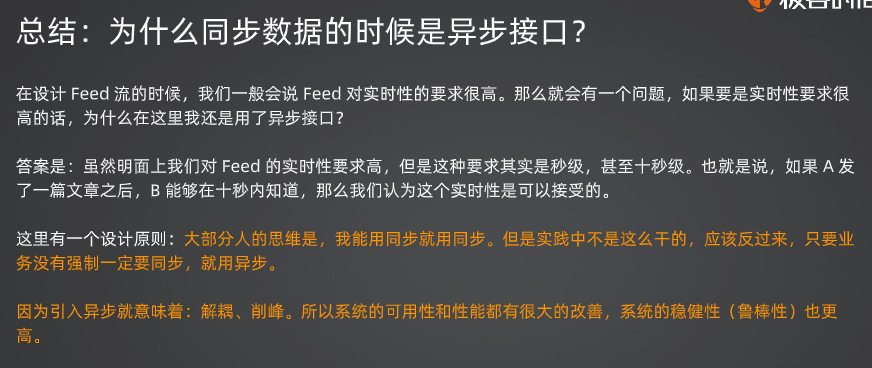 总结：为什么同步数据的时候是异步接口？
在设计 Feed 流的时候，我们一般会说 Feed 对实时性的要求很高。那么就会有一个问题，如果要是实时性要求很
高的话，为什么在这里我还是用了异步接口？
答案是：虽然明面上我们对 Feed 的实时性要求高，但是这种要求其实是秒级，甚至十秒级。也就是说，如果 A 发
了一篇文章之后，B 能够在十秒内知道，那么我们认为这个实时性是可以接受的。
这里有一个设计原则：大部分人的思维是，我能用同步就用同步。但是实践中不是这么干的，应该反过来，只要业
务没有强制一定要同步，就用异步。
因为引入异步就意味着：解耦、削峰。所以系统的可用性和性能都有很大的改善，系统的稳健性（鲁棒性）也更
高。